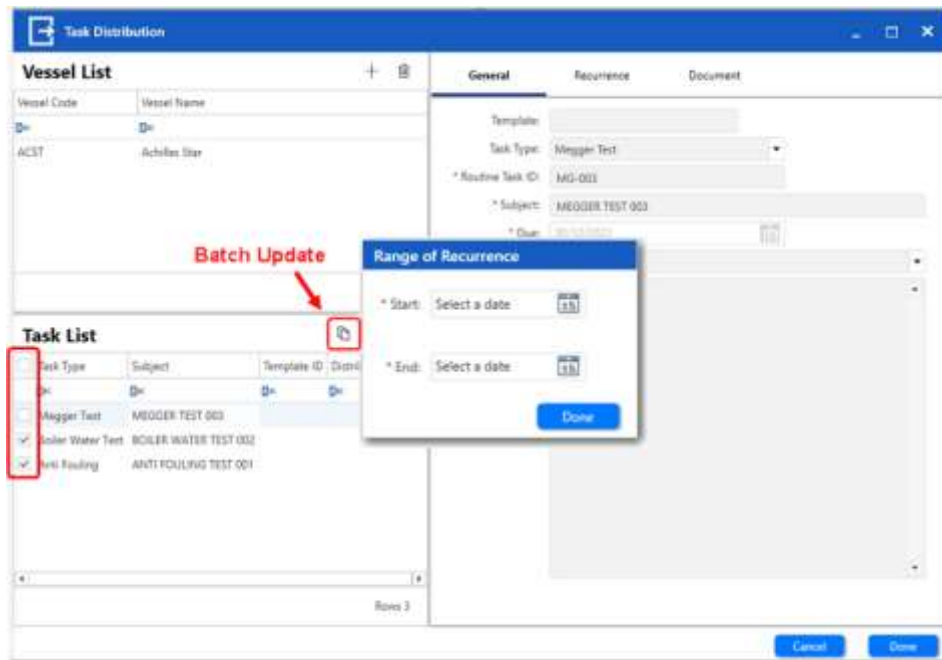 Task Distribution
Vessel List
Vessel Code Vessel Name
ACST Achilles Star
General Recurrence Document
Template:
Task Type: Megger Test
* Routine Task ID: MG-003
* Subject: MEGGER TEST 003
* Due:
Batch Update
Range of Recurrence
* Start: Select a date
* End: Select a date
Done
Task List
Task Type Subject Template ID Distri
Megger Test MEGGER TEST 003
Boiler Water Test BOILER WATER TEST 002
Anti Fouling ANTI FOULING TEST 001
Rows 3
Cancel Done